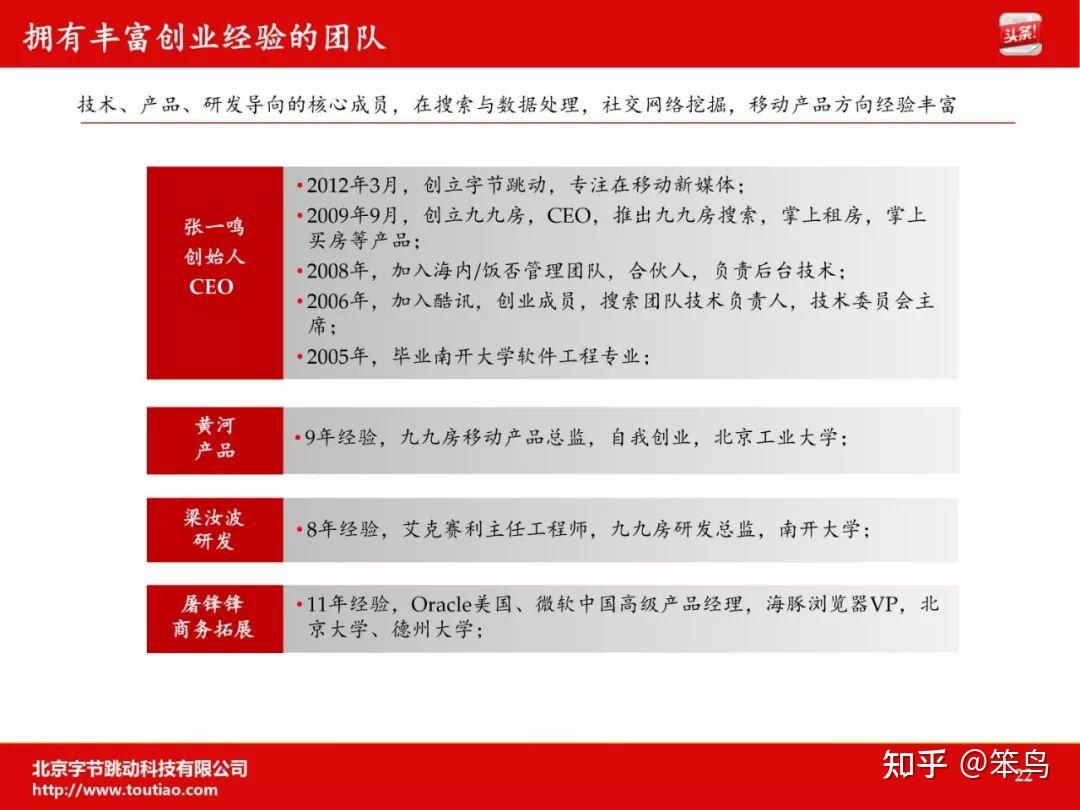 拥有丰富创业经验的团队
头条!
技术、产品、研发导向的核心成员，在搜索与数据处理，社交网络挖掘，移动产品方向经验丰富
张一鸣
创始人
CEO
•2012年3月，创立字节跳动，专注在移动新媒体；
•2009年9月，创立九九房，CEO，推出九九房搜索，掌上租房，掌上
买房等产品；
•2008年，加入海内/饭否管理团队，合伙人，负责后台技术；
•2006年，加入酷讯，创业成员，搜索团队技术负责人，技术委员会主
席；
•2005年，毕业南开大学软件工程专业；
黄河
产品
•9年经验，九九房移动产品总监，自我创业，北京工业大学；
梁汝波
研发
•8年经验，艾克赛利主任工程师，九九房研发总监，南开大学；
屠锋锋
商务拓展
•11年经验，Oracle美国、微软中国高级产品经理，海豚浏览器VP，北
京大学、德州大学；
北京字节跳动科技有限公司
http://www.toutiao.com
知乎 @笨鸟
22